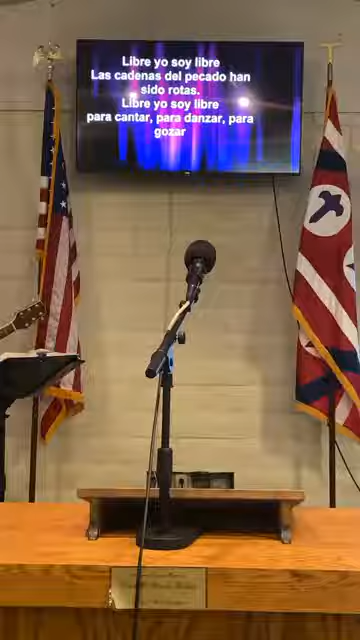 Libre yo soy libre
Las cadenas del pecado han
sido rotas.
Libre yo soy libre
para cantar, para danzar, para
gozar